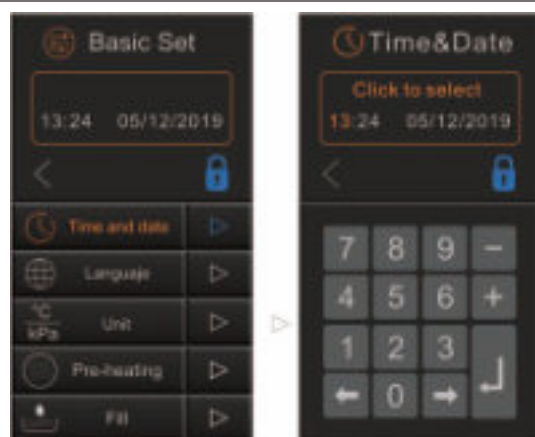 Basic Set
13:24 05/12/2019
Time and date
Languaje
°C
kPa
Unit
Pre-heating
Fill
Time&Date
Click to select
13:24 05/12/2019
7 8 9 -
4 5 6 +
1 2 3
0